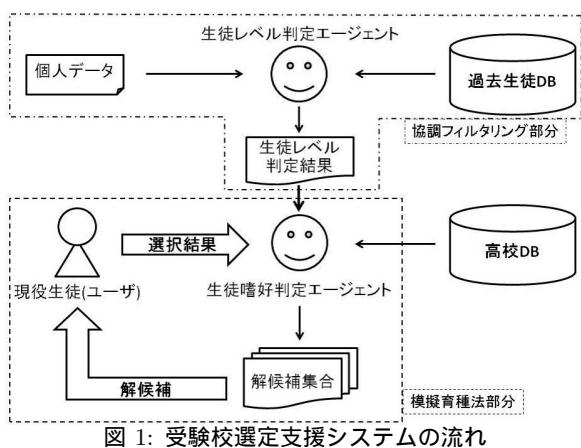 生徒レベル判定エージェント
個人データ
過去生徒DB
協調フィルタリング部分
生徒レベル
判定結果
選択結果
高校DB
現役生徒(ユーザ)
生徒嗜好判定エージェント
解候補
解候補集合
模擬育種法部分
図 1: 受験校選定支援システムの流れ